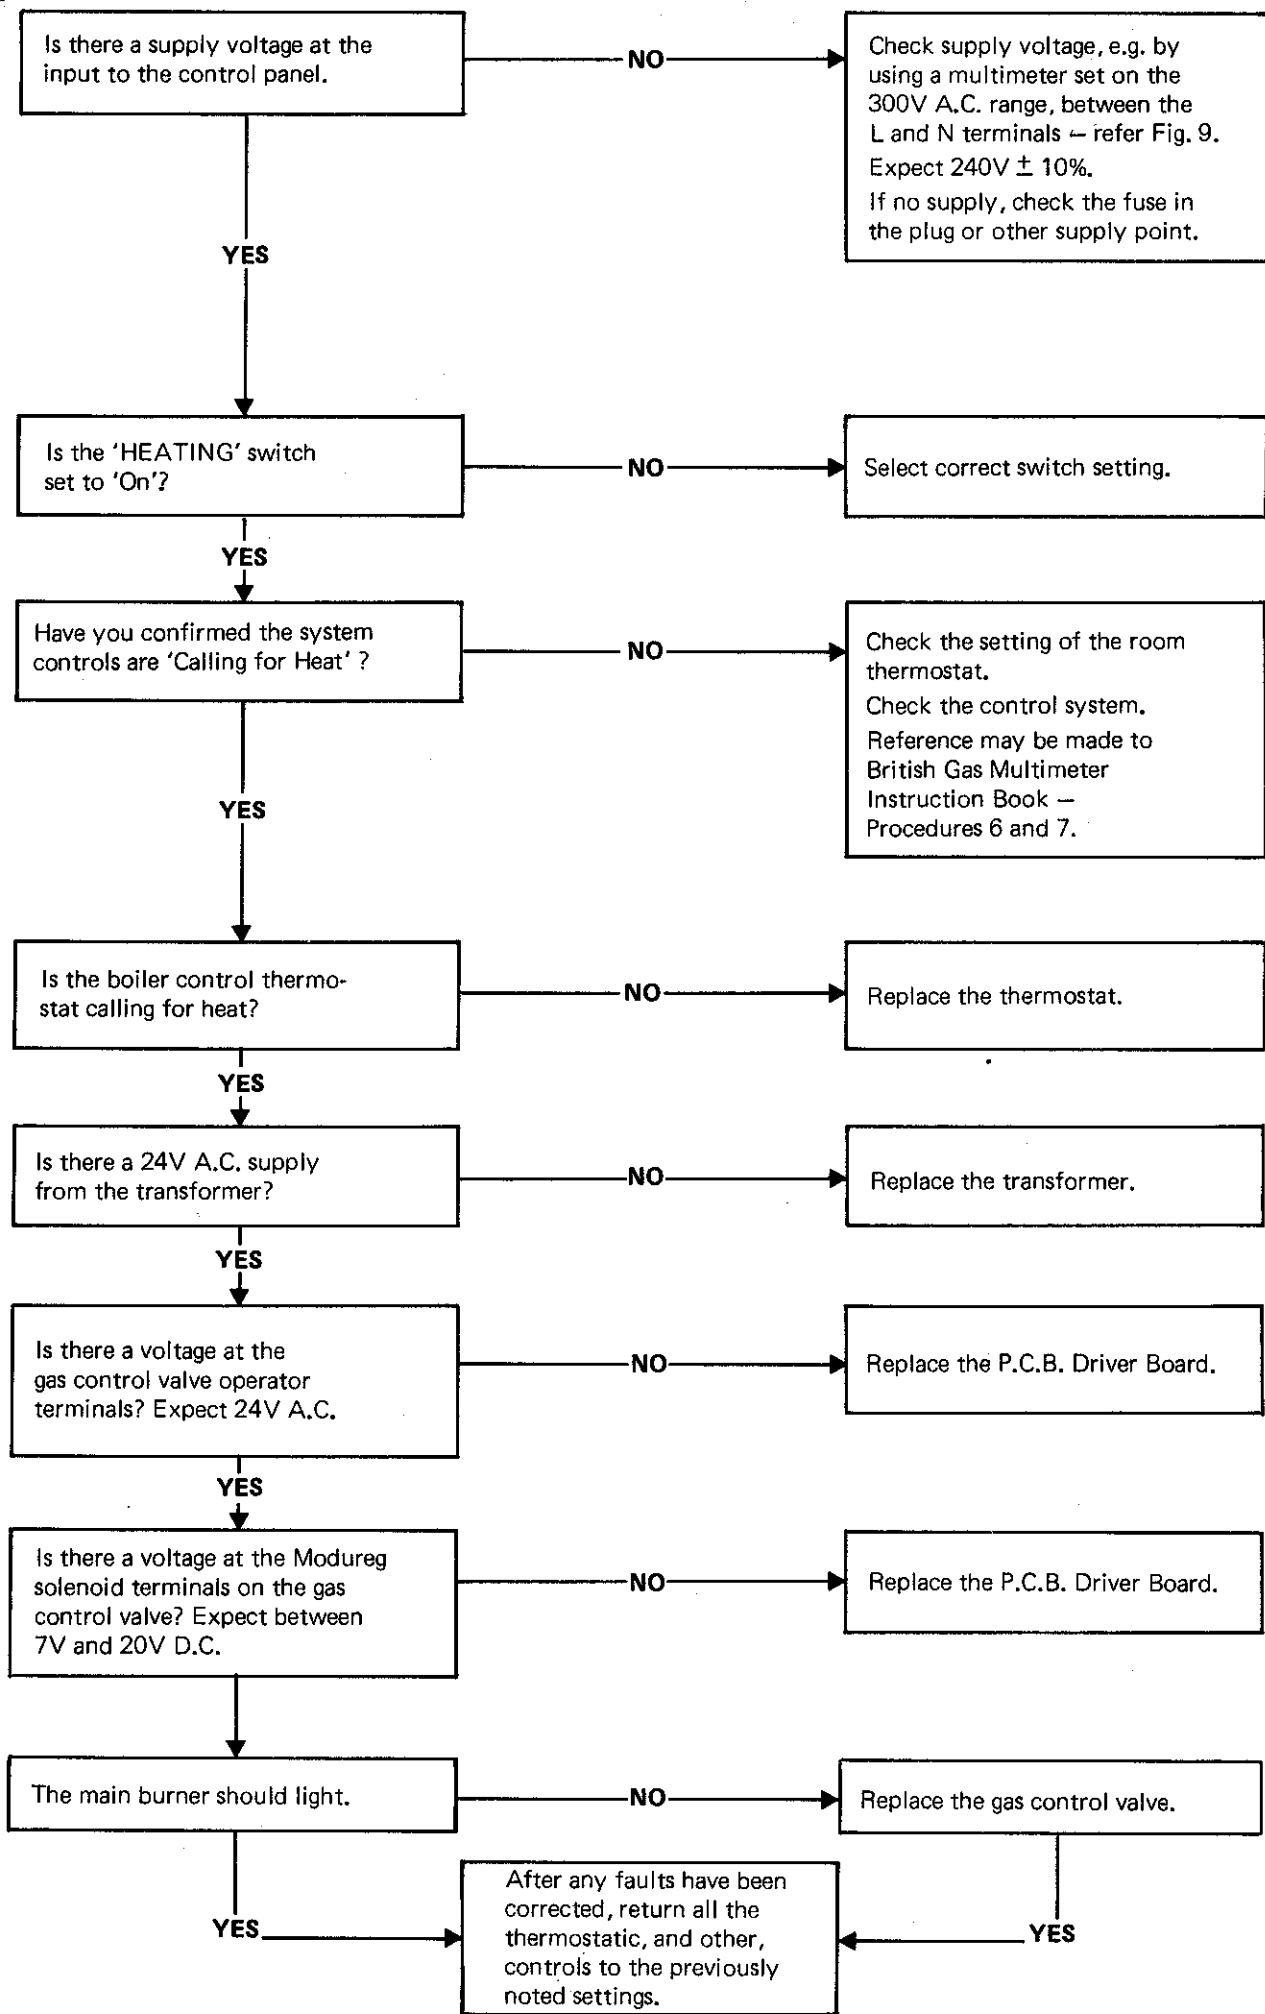 Is there a supply voltage at the
input to the control panel.
NO
Check supply voltage, e.g. by
using a multimeter set on the
300V A.C. range, between the
L and N terminals – refer Fig. 9.
Expect 240V ± 10%.
If no supply, check the fuse in
the plug or other supply point.
YES
Is the 'HEATING' switch
set to 'On'?
NO
Select correct switch setting.
YES
Have you confirmed the system
controls are 'Calling for Heat' ?
NO
Check the setting of the room
thermostat.
Check the control system.
Reference may be made to
British Gas Multimeter
Instruction Book –
Procedures 6 and 7.
YES
Is the boiler control thermo-
stat calling for heat?
NO
Replace the thermostat.
YES
Is there a 24V A.C. supply
from the transformer?
NO
Replace the transformer.
YES
Is there a voltage at the
gas control valve operator
terminals? Expect 24V A.C.
NO
Replace the P.C.B. Driver Board.
YES
Is there a voltage at the Modureg
solenoid terminals on the gas
control valve? Expect between
7V and 20V D.C.
NO
Replace the P.C.B. Driver Board.
The main burner should light.
NO
Replace the gas control valve.
YES
After any faults have been
corrected, return all the
thermostatic, and other,
controls to the previously
noted settings.
YES